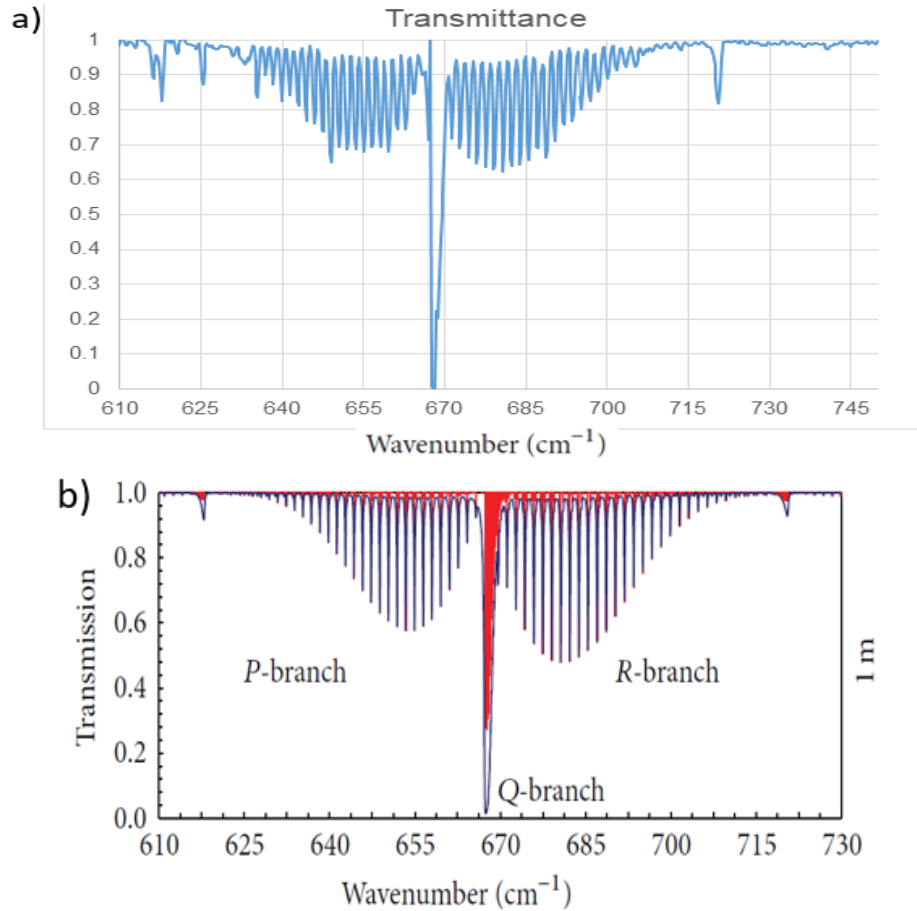 a)
Transmittance
1
0.9
0.8
0.7
0.6
0.5
0.4
0.3
0.2
0.1
0
610 625 640 655 670 685 700 715 730 745
Wavenumber (cm⁻¹)
b)
1.0
0.8
0.6
0.4
0.2
0.0
Transmission
P-branch
R-branch
Q-branch
1 m
610 625 640 655 670 685 700 715 730
Wavenumber (cm⁻¹)